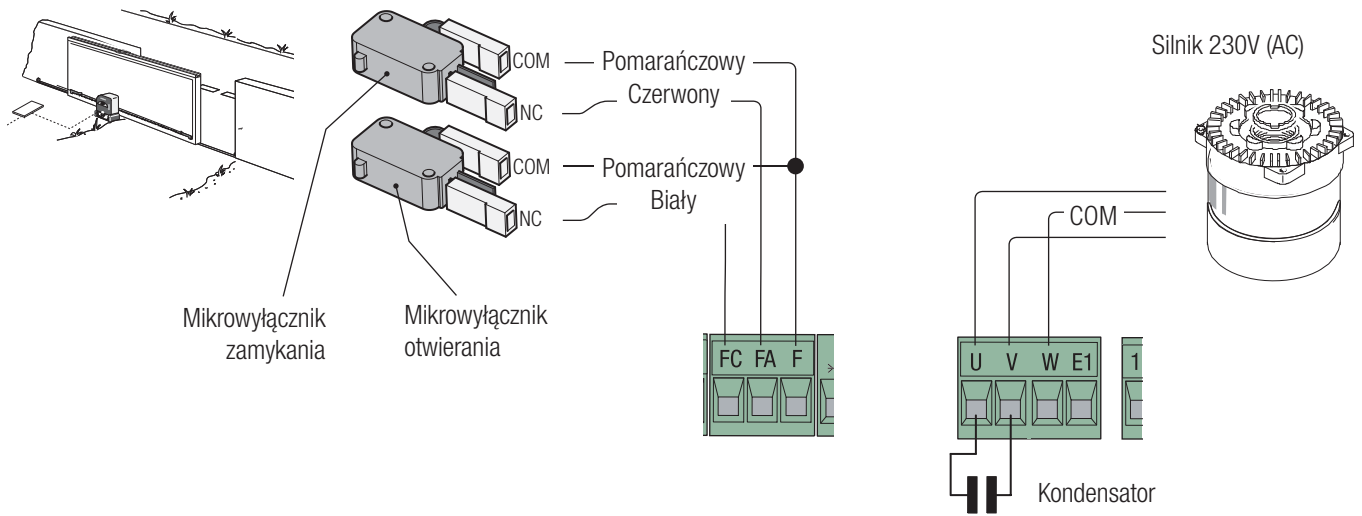 COM
Pomarańczowy
Czerwony
NC
COM
Pomarańczowy
Biały
NC
Mikrowyłącznik
zamykania
Mikrowyłącznik
otwierania
FC FA F
Silnik 230V (AC)
COM
U V W E1
1
Kondensator